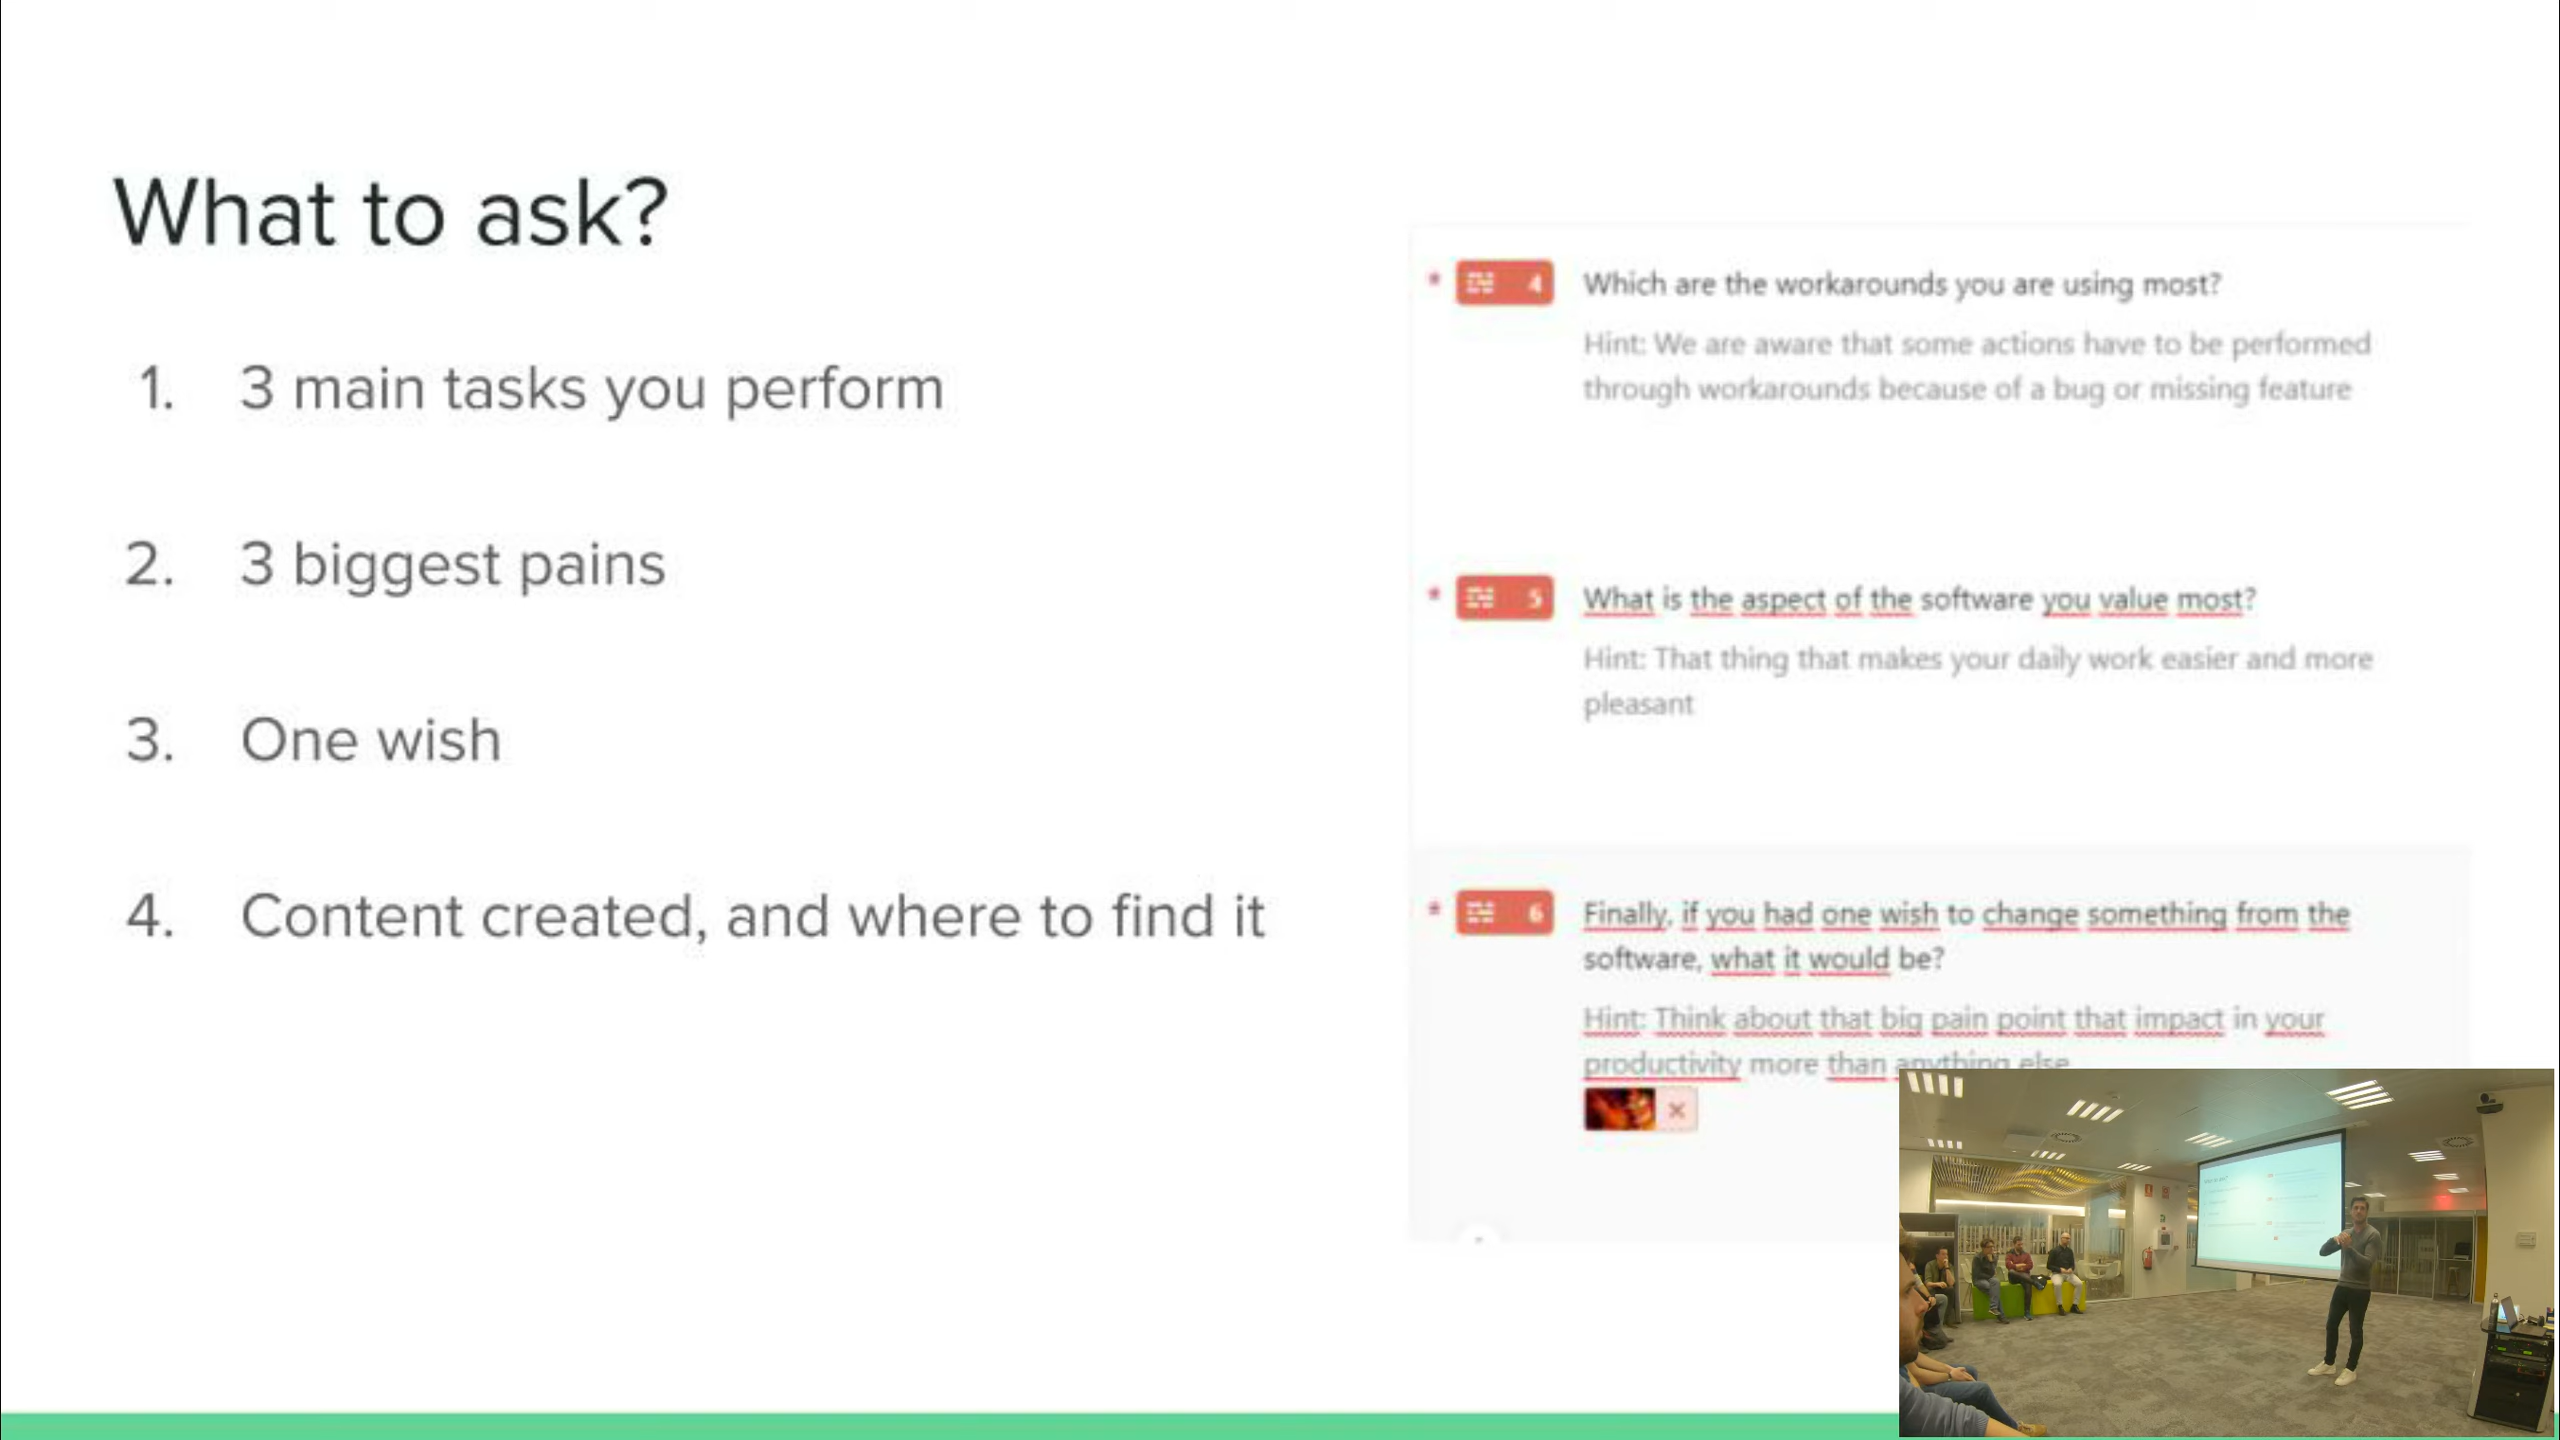 What to ask?
1. 3 main tasks you perform
2. 3 biggest pains
3. One wish
4. Content created, and where to find it
* 4 Which are the workarounds you are using most?
Hint: We are aware that some actions have to be performed
through workarounds because of a bug or missing feature
* 5 What is the aspect of the software you value most?
Hint: That thing that makes your daily work easier and more
pleasant
* 6 Finally, if you had one wish to change something from the
software, what it would be?
Hint: Think about that big pain point that impact in your
productivity more than anything else